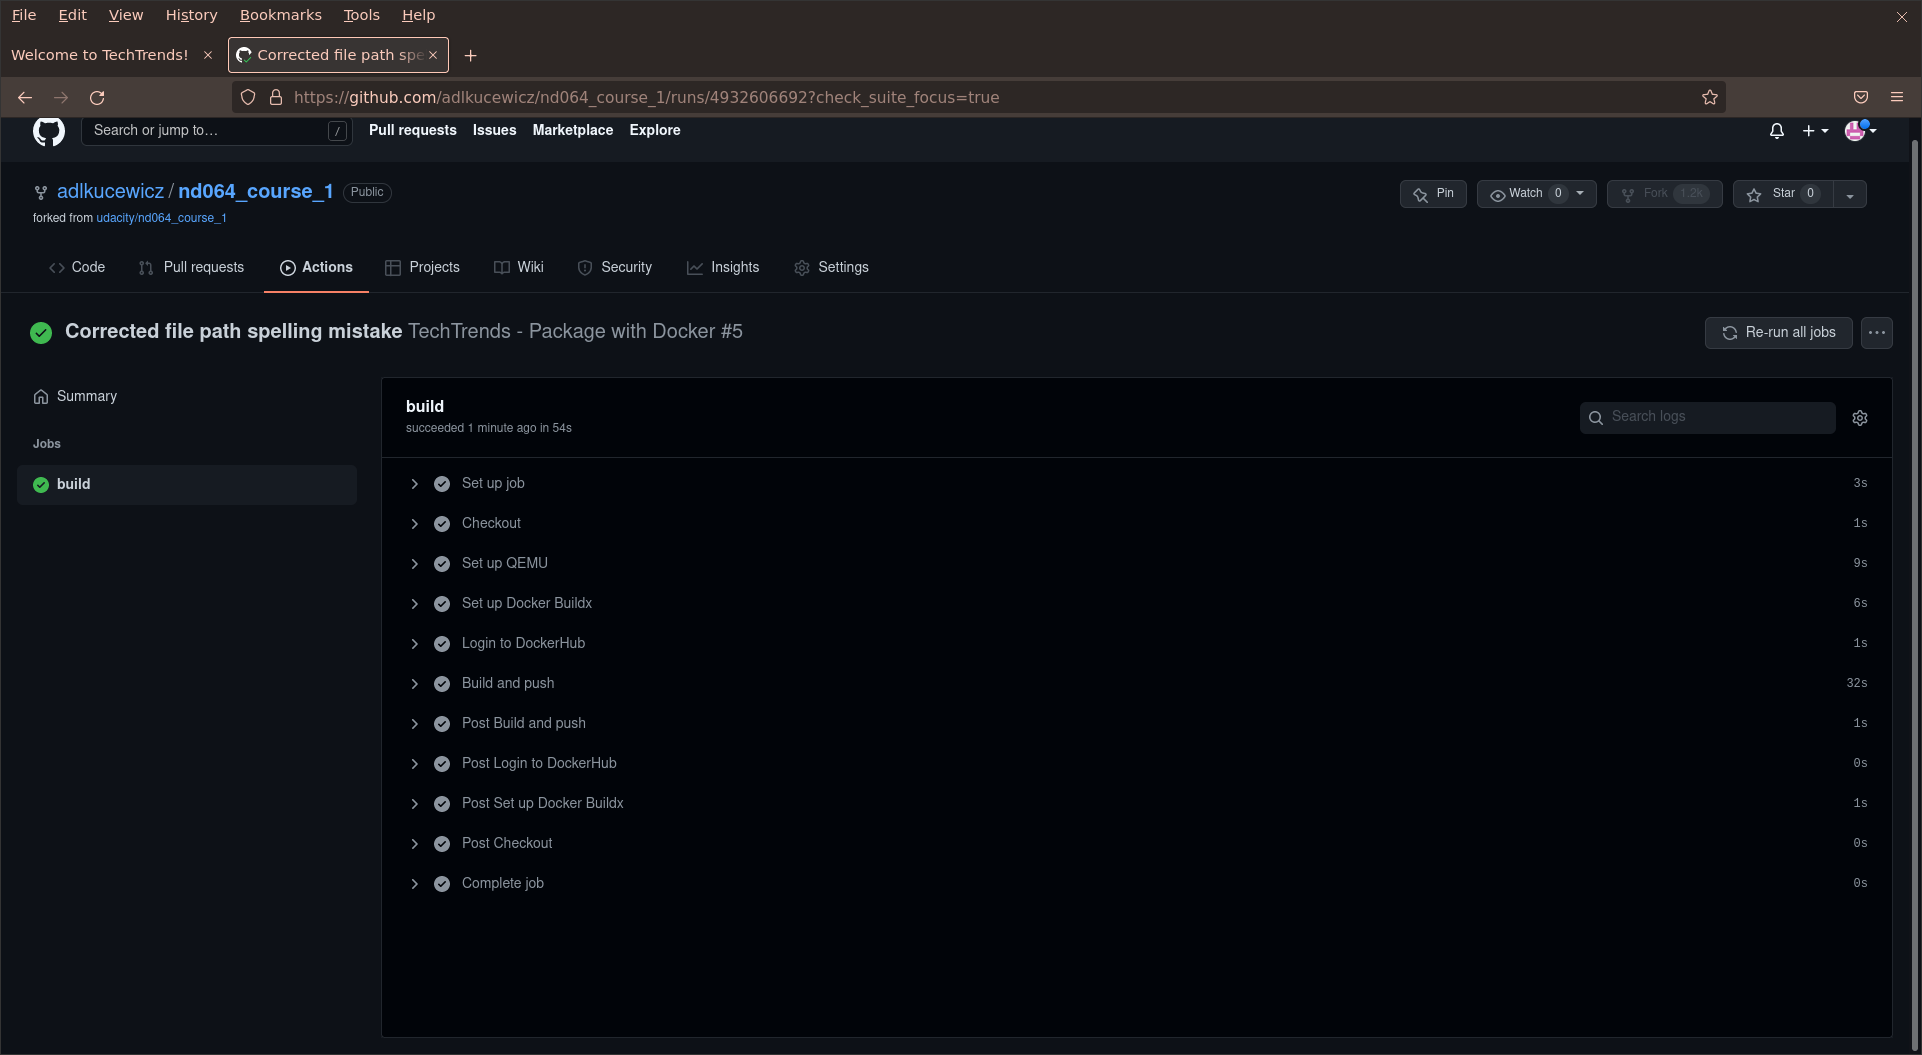 File Edit View History Bookmarks Tools Help
Welcome to TechTrends! Corrected file path spe
https://github.com/adlkucewicz/nd064_course_1/runs/4932606692?check_suite_focus=true
Search or jump to… / Pull requests Issues Marketplace Explore
adlkucewicz / nd064_course_1 Public Pin Watch 0 Fork 1.2k Star 0
forked from udacity/nd064_course_1
Code Pull requests Actions Projects Wiki Security Insights Settings
Corrected file path spelling mistake TechTrends - Package with Docker #5 Re-run all jobs
Summary
Jobs
build
build
succeeded 1 minute ago in 54s
Search logs
Set up job 3s
Checkout 1s
Set up QEMU 9s
Set up Docker Buildx 6s
Login to DockerHub 1s
Build and push 32s
Post Build and push 1s
Post Login to DockerHub 0s
Post Set up Docker Buildx 1s
Post Checkout 0s
Complete job 0s